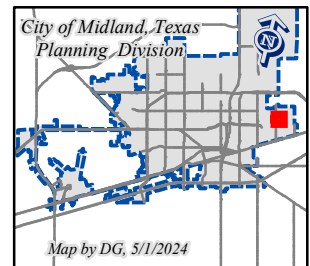 City of Midland, Texas
Planning Division
N
Map by DG, 5/1/2024